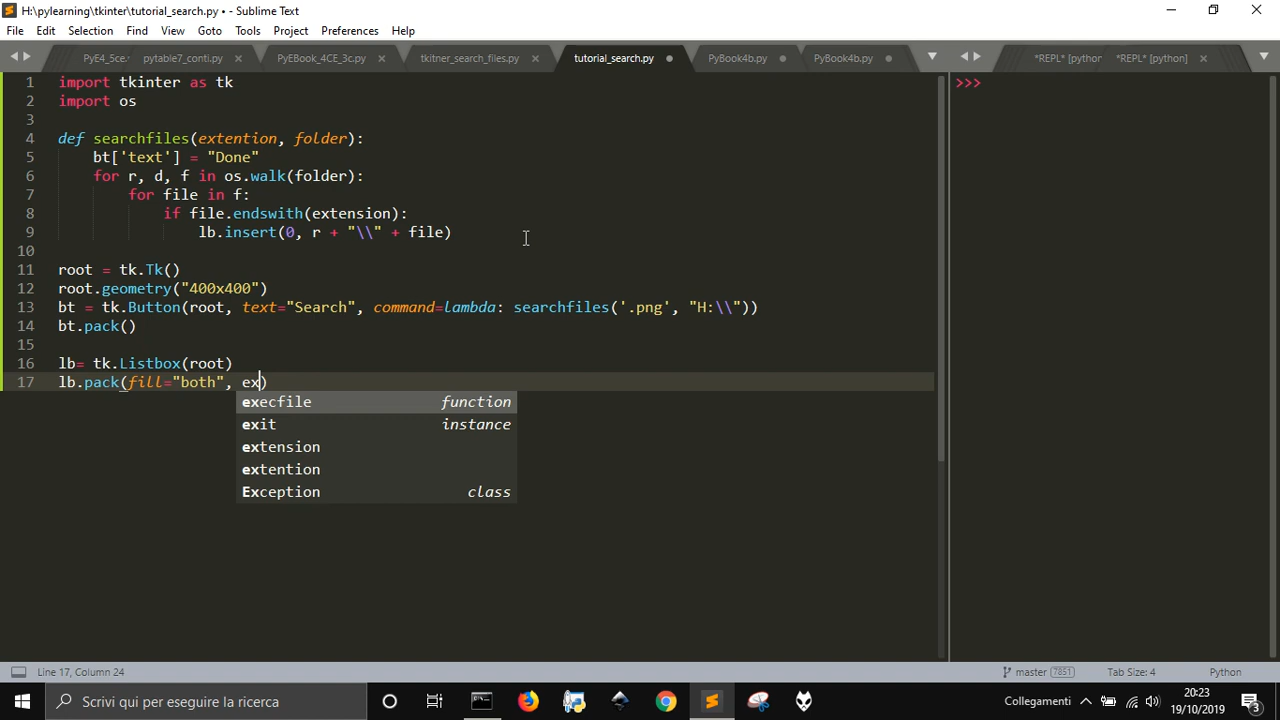 H:\pylearning\tkinter\tutorial_search.py • - Sublime Text
File Edit Selection Find View Goto Tools Project Preferences Help
PyE4_5ce. pytable7_conti.py PyEBook_4CE_3c.py tkitner_search_files.py tutorial_search.py PyBook4b.py PyBook4b.py *REPL* [pythor *REPL* [python]
1 import tkinter as tk
2 import os
3
4 def searchfiles(extention, folder):
5 bt['text'] = "Done"
6 for r, d, f in os.walk(folder):
7 for file in f:
8 if file.endswith(extension):
9 lb.insert(0, r + "\\" + file)
10
11 root = tk.Tk()
12 root.geometry("400x400")
13 bt = tk.Button(root, text="Search", command=lambda: searchfiles('.png', "H:\\"))
14 bt.pack()
15
16 lb= tk.Listbox(root)
17 lb.pack(fill="both", ex)
execfile function
exit instance
extension
extention
Exception class
>>>
Line 17, Column 24 master 7851 Tab Size: 4 Python
Scrivi qui per eseguire la ricerca Collegamenti 20:23
19/10/2019 3